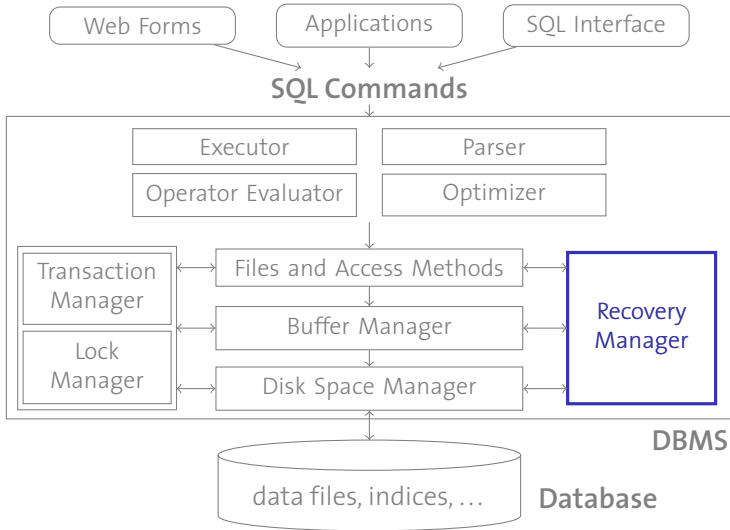 Web Forms
Applications
SQL Interface
SQL Commands
Executor
Parser
Operator Evaluator
Optimizer
Transaction
Manager
Lock
Manager
Files and Access Methods
Buffer Manager
Disk Space Manager
Recovery
Manager
DBMS
data files, indices, …
Database